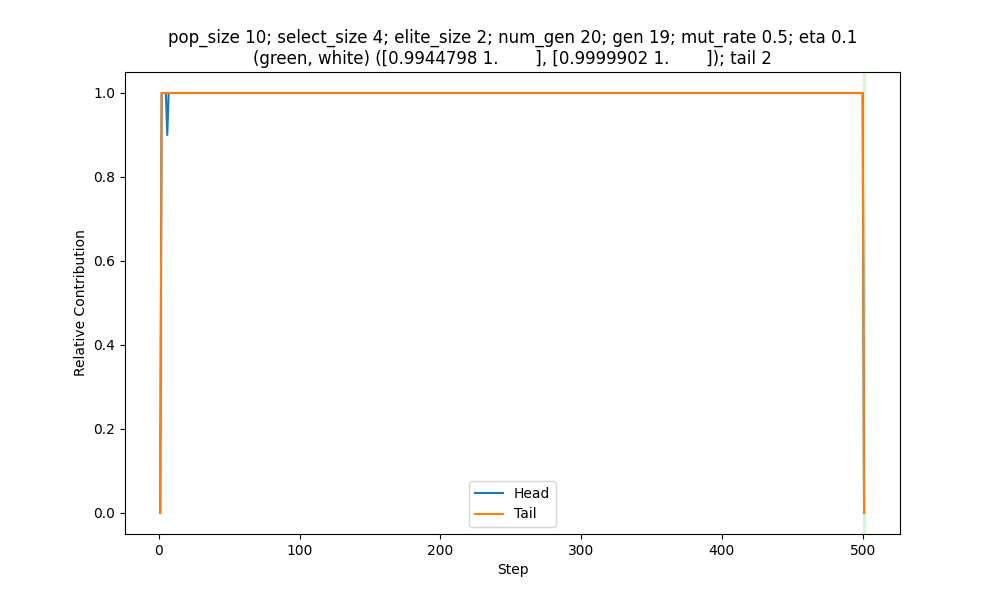 pop_size 10; select_size 4; elite_size 2; num_gen 20; gen 19; mut_rate 0.5; eta 0.1
(green, white) ([0.9944798 1.       ], [0.9999902 1.       ]); tail 2
1.0
0.8
0.6
0.4
0.2
0.0
Relative Contribution
Head
Tail
0 100 200 300 400 500
Step